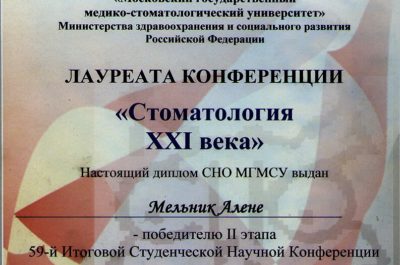 «Московский государственный
медико-стоматологический университет»
Министерства здравоохранения и социального развития
Российской Федерации
ЛАУРЕАТА КОНФЕРЕНЦИИ
«Стоматология
XXI века»
Настоящий диплом СНО МГМСУ выдан
Мельник Алене
- победителю II этапа
59-й Итоговой Студенческой Научной Конференции